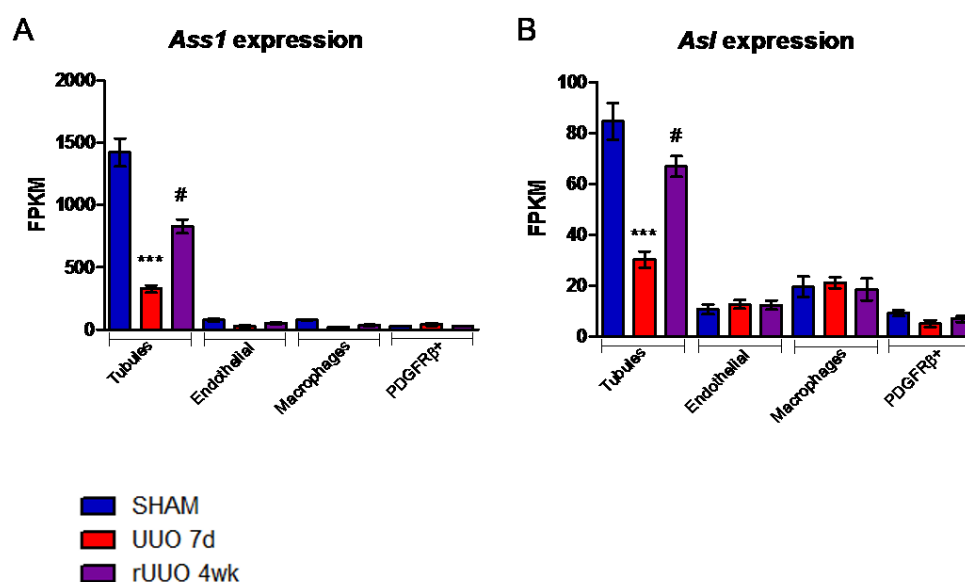 A
Ass1 expression
2000
1500
1000
500
0
FPKM
***
#
Tubules
Endothelial
Macrophages
PDGFRβ+
B
Asl expression
100
80
60
40
20
0
FPKM
***
#
Tubules
Endothelial
Macrophages
PDGFRβ+
SHAM
UUO 7d
rUUO 4wk